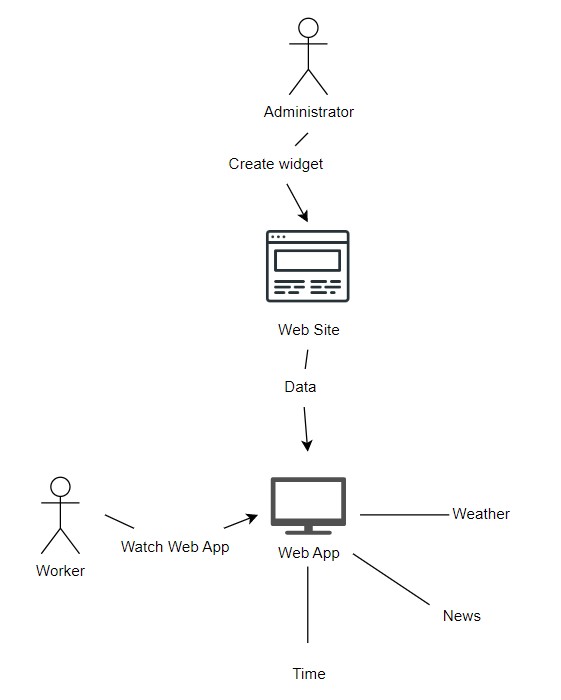 Administrator
Create widget
Web Site
Data
Weather
Watch Web App
Web App
Worker
News
Time